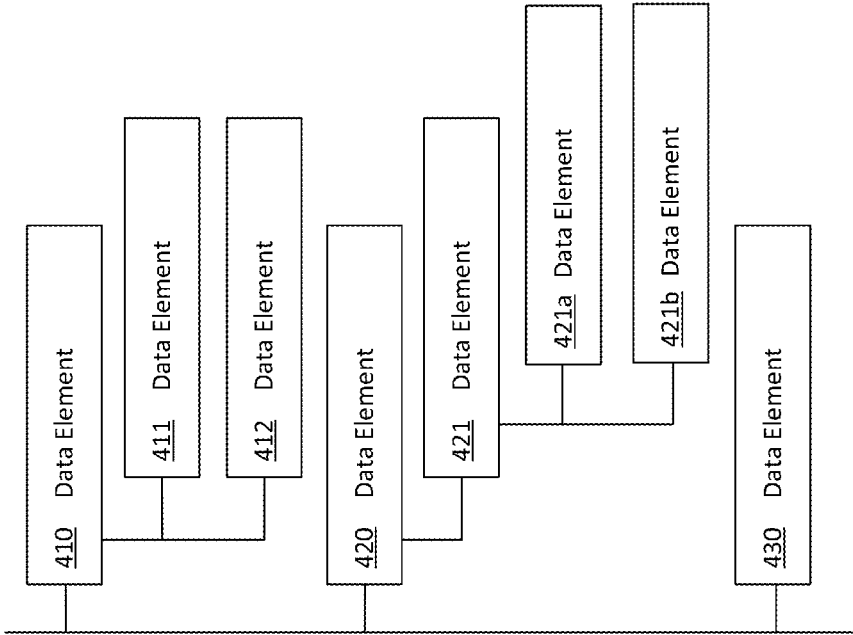 410 Data Element
411 Data Element
412 Data Element
420 Data Element
421 Data Element
421a Data Element
421b Data Element
430 Data Element